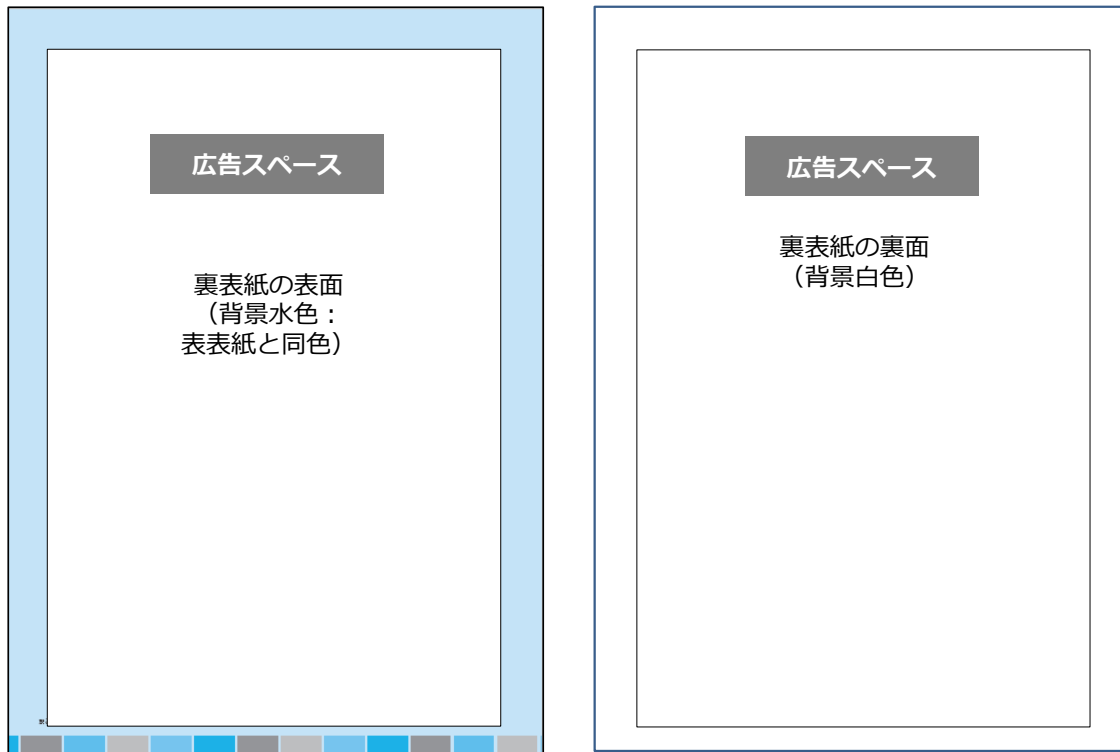 広告スペース
裏表紙の表面
（背景水色：
表表紙と同色）
広告スペース
裏表紙の裏面
（背景白色）